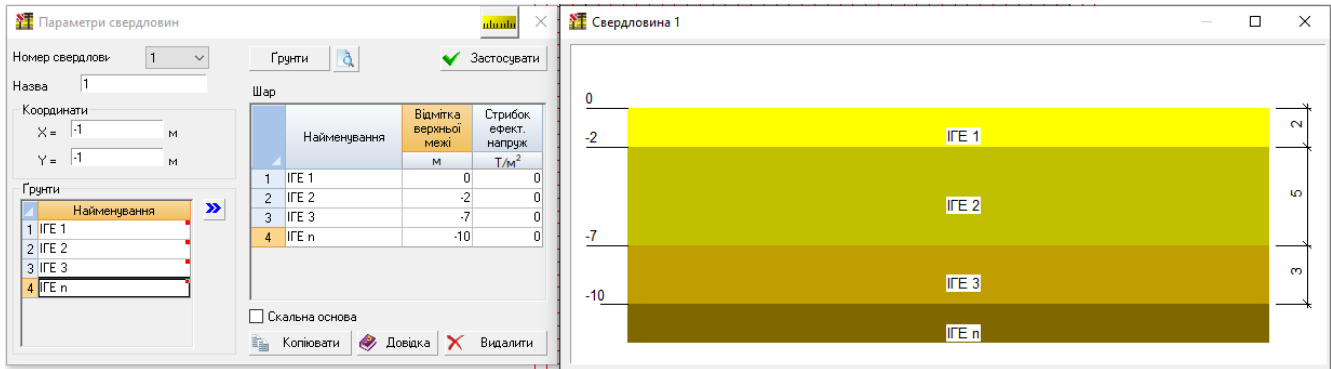 Параметри свердловин
Номер свердлови 1
Назва 1
Координати
X = -1 м
Y = -1 м
Ґрунти
Найменування
1 ІГЕ 1
2 ІГЕ 2
3 ІГЕ 3
4 ІГЕ n
Ґрунти
Застосувати
Шар
Найменування Відмітка верхньої межі Стрибок ефект. напруж
м Т/м²
1 ІГЕ 1 0 0
2 ІГЕ 2 -2 0
3 ІГЕ 3 -7 0
4 ІГЕ n -10 0
Скальна основа
Копіювати Довідка Видалити
Свердловина 1
0
-2
-7
-10
ІГЕ 1
ІГЕ 2
ІГЕ 3
ІГЕ n
2
5
3